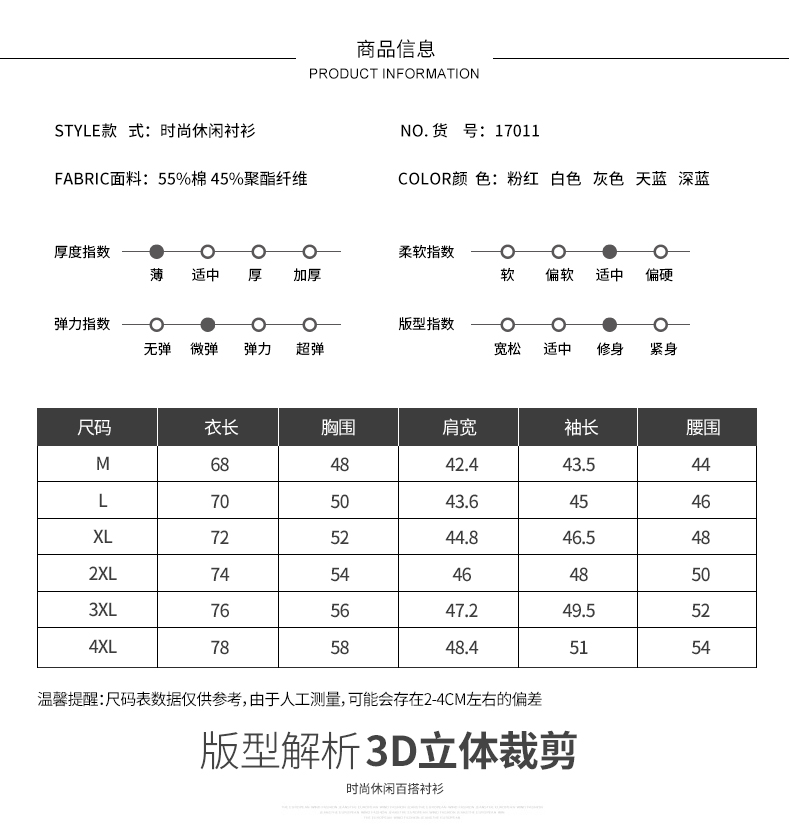 商品信息
PRODUCT INFORMATION
STYLE款 式：时尚休闲衬衫 NO. 货 号：17011
FABRIC面料：55%棉 45%聚酯纤维 COLOR颜 色：粉红 白色 灰色 天蓝 深蓝
厚度指数 薄 适中 厚 加厚
柔软指数 软 偏软 适中 偏硬
弹力指数 无弹 微弹 弹力 超弹
版型指数 宽松 适中 修身 紧身
尺码 衣长 胸围 肩宽 袖长 腰围
M 68 48 42.4 43.5 44
L 70 50 43.6 45 46
XL 72 52 44.8 46.5 48
2XL 74 54 46 48 50
3XL 76 56 47.2 49.5 52
4XL 78 58 48.4 51 54
温馨提醒：尺码表数据仅供参考，由于人工测量，可能会存在2-4CM左右的偏差
版型解析 3D立体裁剪
时尚休闲百搭衬衫